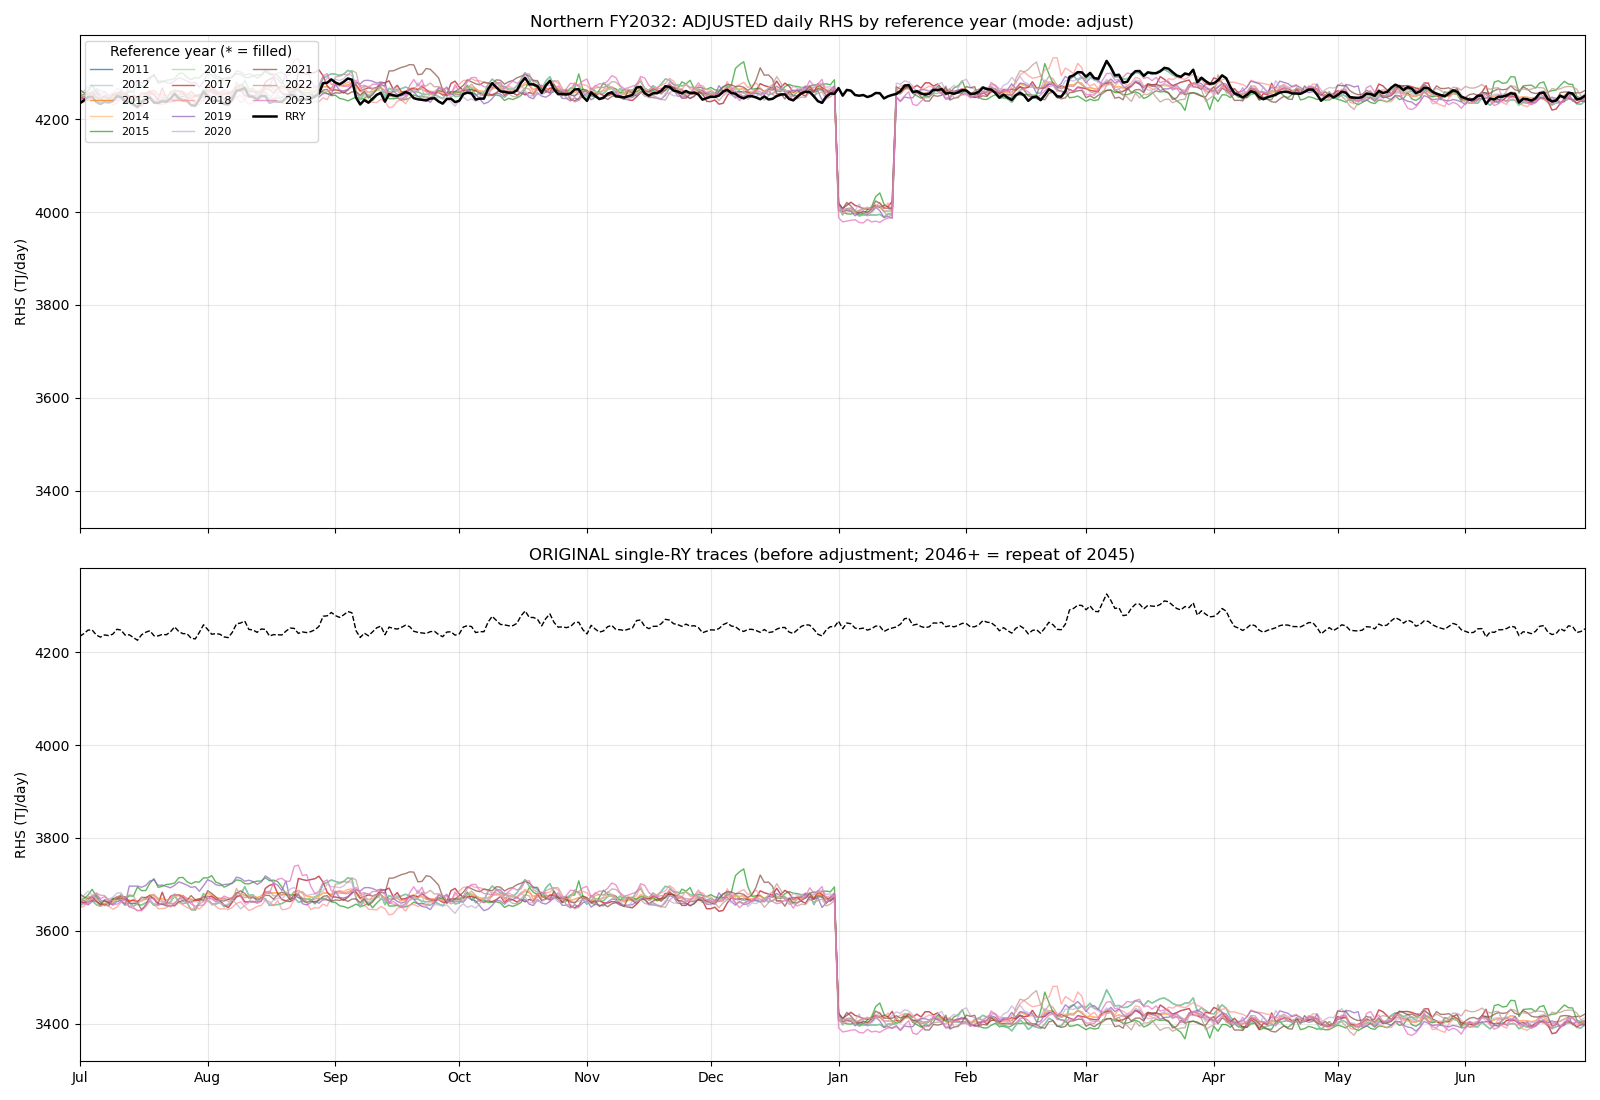 Northern FY2032: ADJUSTED daily RHS by reference year (mode: adjust)
Reference year (* = filled)
2011 2016 2021
2012 2017 2022
2013 2018 2023
2014 2019 RRY
2015 2020
RHS (TJ/day)
4200
4000
3800
3600
3400
ORIGINAL single-RY traces (before adjustment; 2046+ = repeat of 2045)
RHS (TJ/day)
4200
4000
3800
3600
3400
Jul Aug Sep Oct Nov Dec Jan Feb Mar Apr May Jun